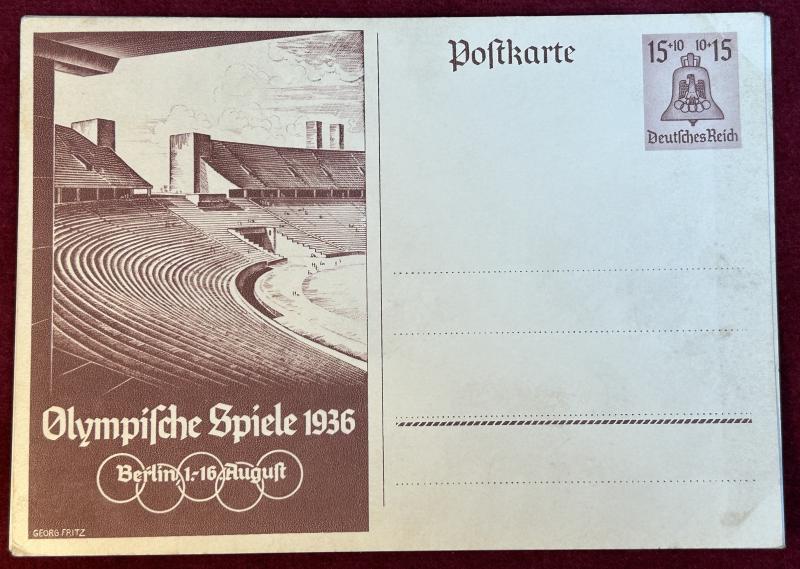 Poſtkarte
15+10 10+15
Deutſches Reich
Olympiſche Spiele 1936
Berlin, 1.-16. Auguſt
GEORG FRITZ